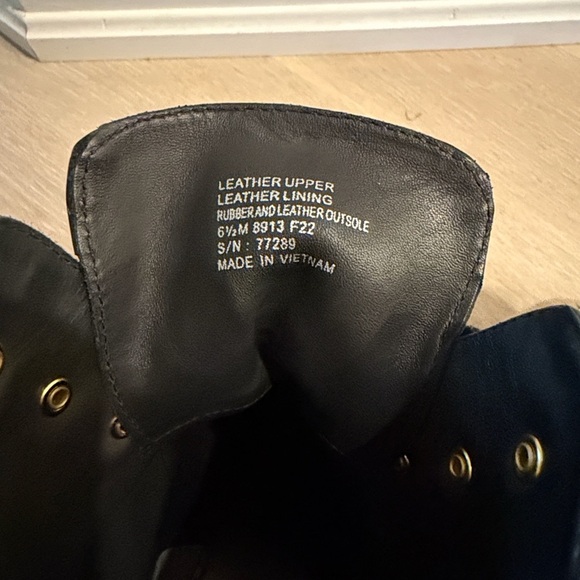 LEATHER UPPER
LEATHER LINING
RUBBER AND LEATHER OUTSOLE
6½M 8913 F22
S/N : 77289
MADE IN VIETNAM